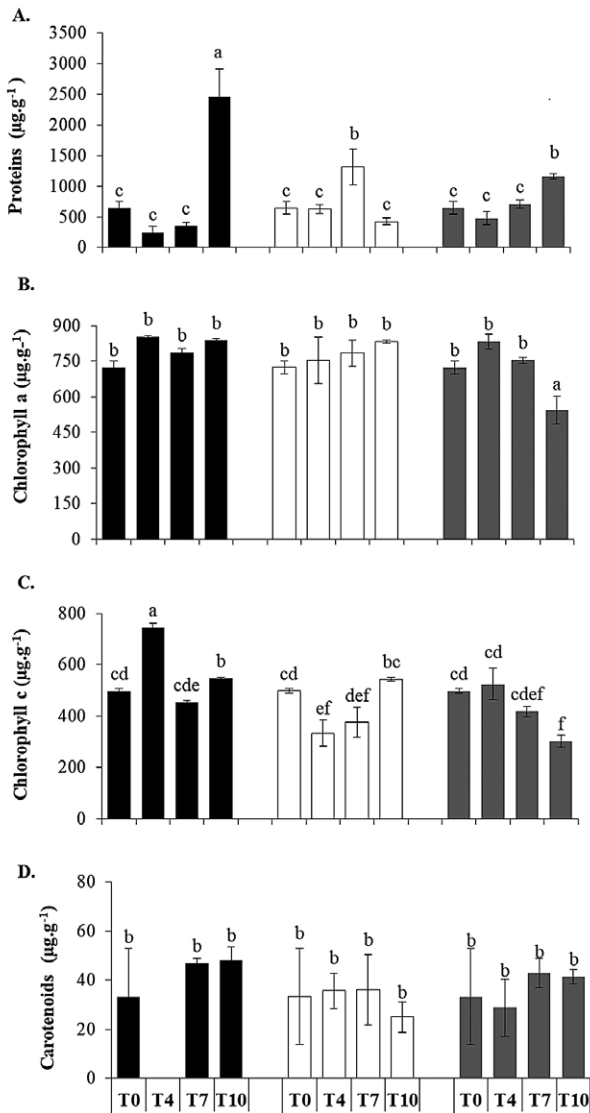 A.
Proteins (µg.g-1)
3500
3000
2500
2000
1500
1000
500
0
c c c a
c c b c
c c c b
B.
Chlorophyll a (µg.g-1)
900
750
600
450
300
150
0
b b b b
b b b b
b b b a
C.
Chlorophyll c (µg.g-1)
800
600
400
200
0
cd a cde b
cd ef def bc
cd cd cdef f
D.
Carotenoids (µg.g-1)
80
60
40
20
0
b b b
b b b b
b b b b
T0 T4 T7 T10
T0 T4 T7 T10
T0 T4 T7 T10